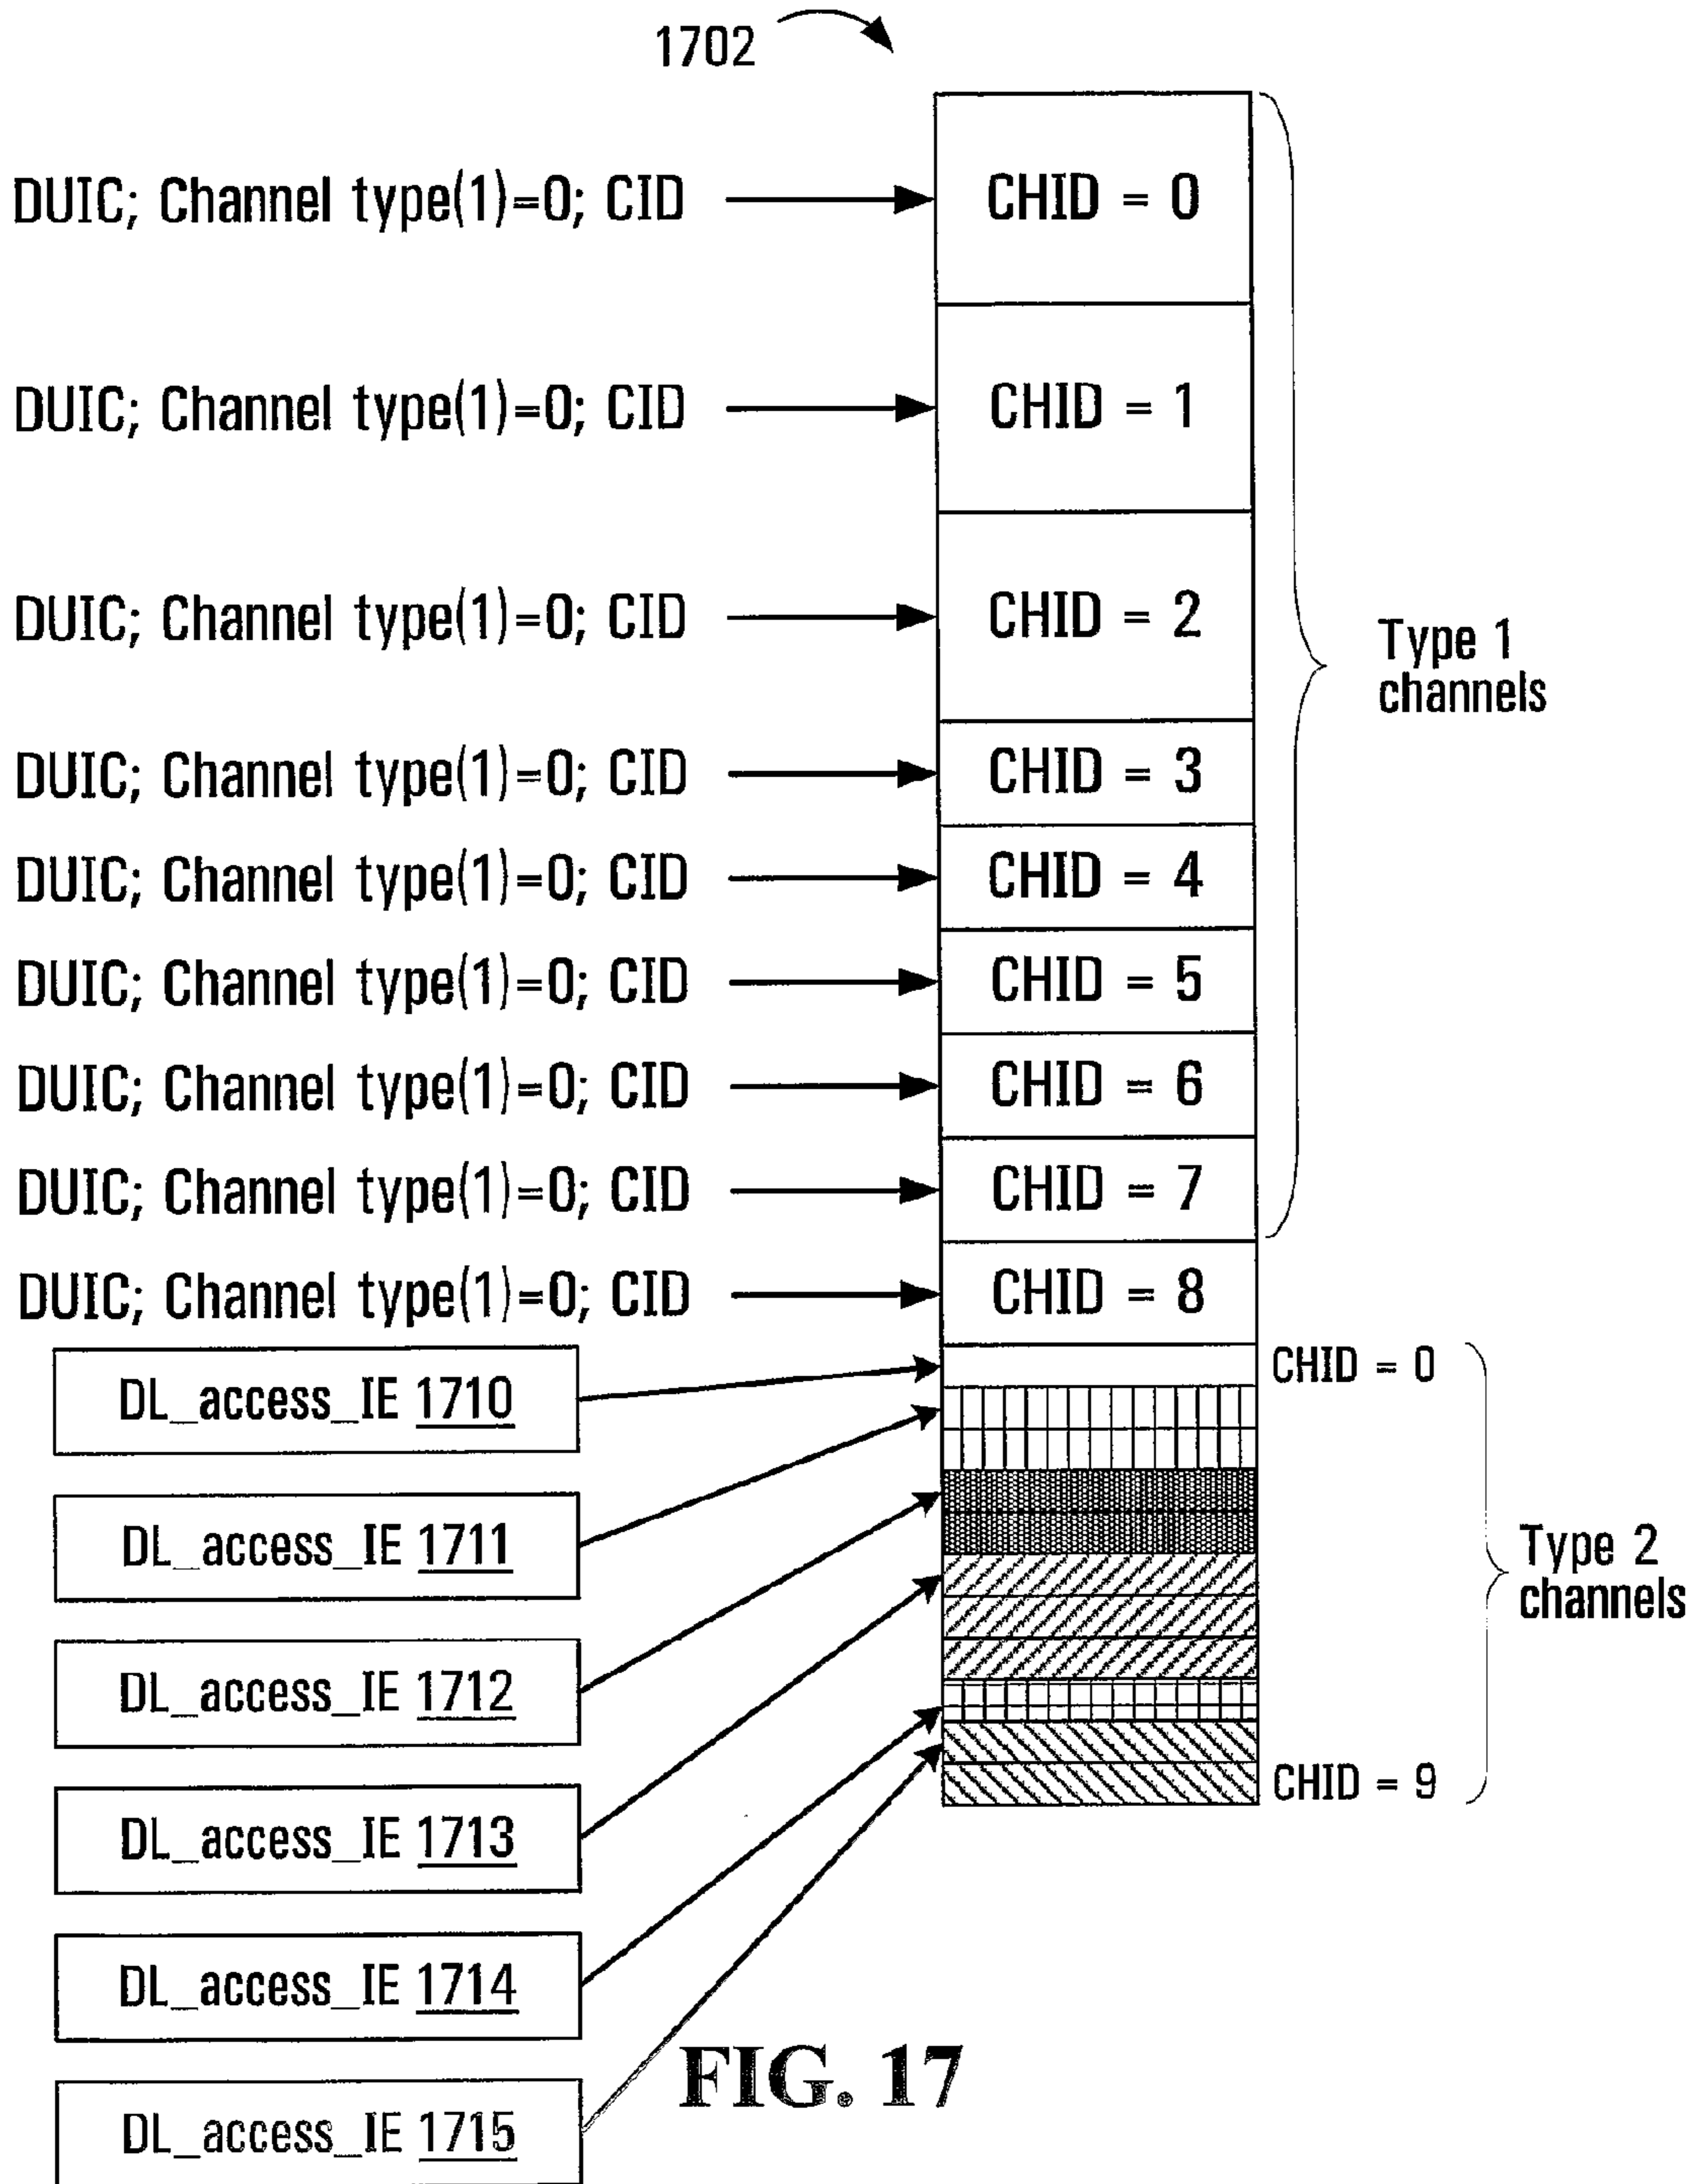 1702
DUIC; Channel type(1)=0; CID
CHID = 0
DUIC; Channel type(1)=0; CID
CHID = 1
DUIC; Channel type(1)=0; CID
CHID = 2
Type 1
channels
DUIC; Channel type(1)=0; CID
CHID = 3
DUIC; Channel type(1)=0; CID
CHID = 4
DUIC; Channel type(1)=0; CID
CHID = 5
DUIC; Channel type(1)=0; CID
CHID = 6
DUIC; Channel type(1)=0; CID
CHID = 7
DUIC; Channel type(1)=0; CID
CHID = 8
CHID = 0
DL_access_IE 1710
DL_access_IE 1711
Type 2
channels
DL_access_IE 1712
CHID = 9
DL_access_IE 1713
DL_access_IE 1714
DL_access_IE 1715
FIG. 17